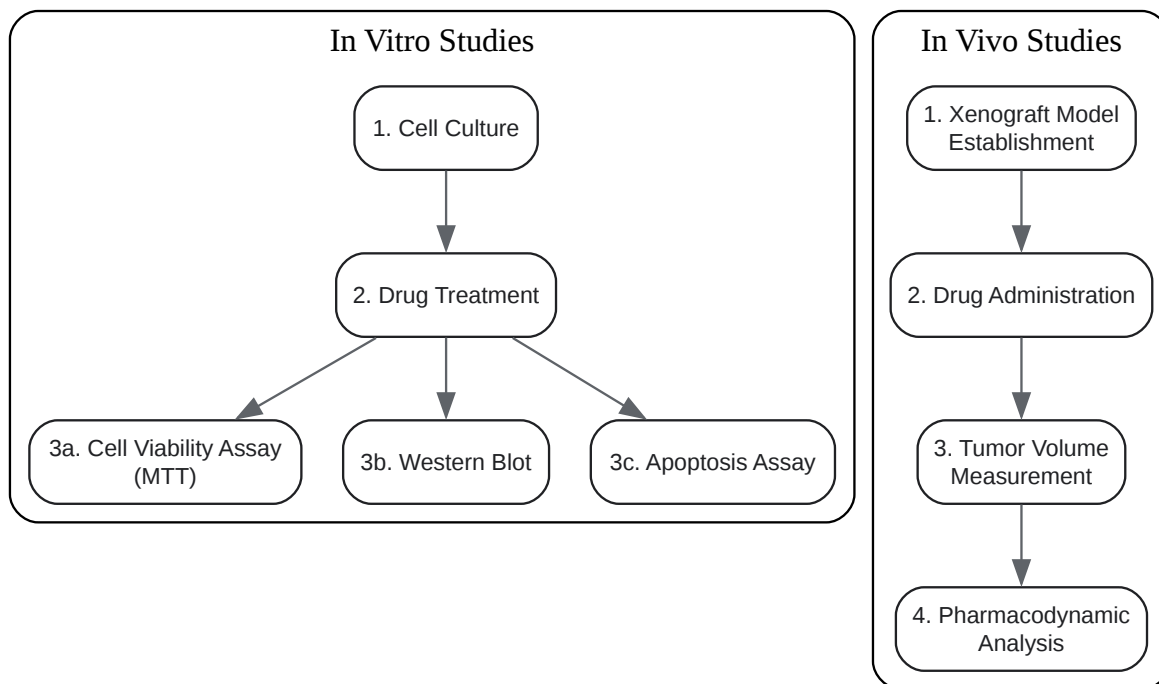 In Vitro Studies
1. Cell Culture
2. Drug Treatment
3a. Cell Viability Assay
(MTT)
3b. Western Blot
3c. Apoptosis Assay
In Vivo Studies
1. Xenograft Model
Establishment
2. Drug Administration
3. Tumor Volume
Measurement
4. Pharmacodynamic
Analysis